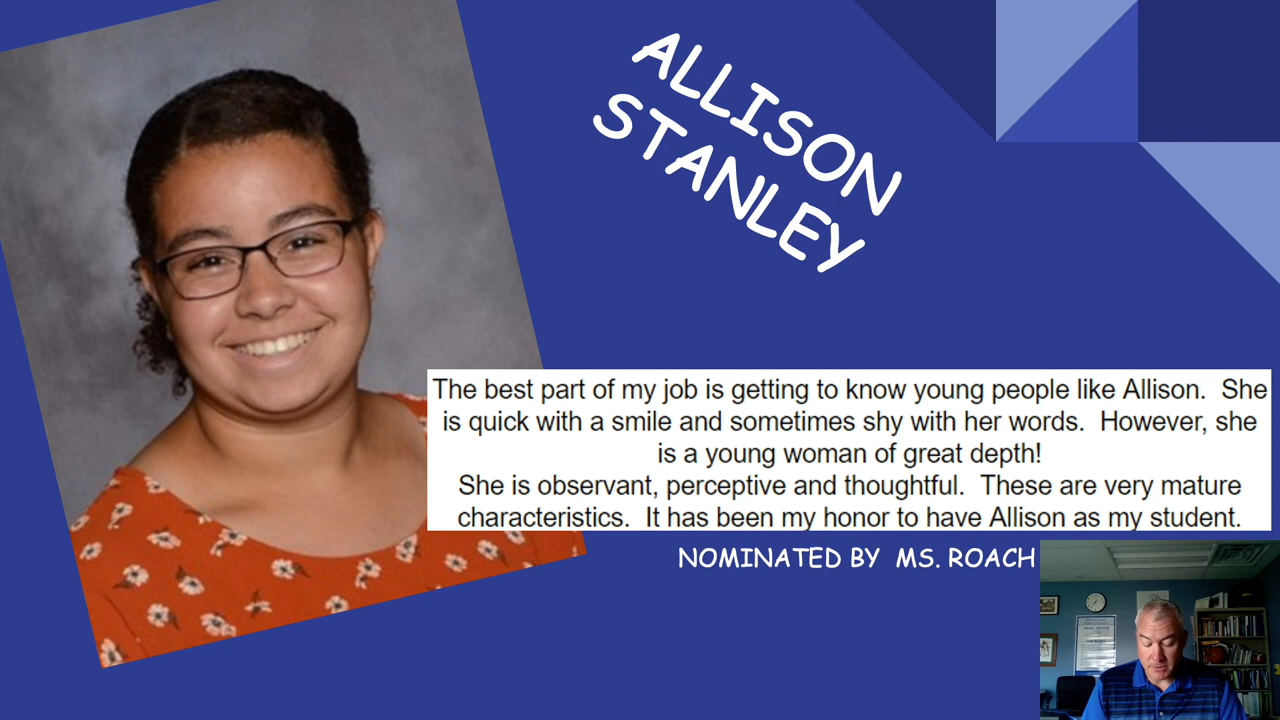 ALLISON
STANLEY
The best part of my job is getting to know young people like Allison. She
is quick with a smile and sometimes shy with her words. However, she
is a young woman of great depth!
She is observant, perceptive and thoughtful. These are very mature
characteristics. It has been my honor to have Allison as my student.
NOMINATED BY MS. ROACH